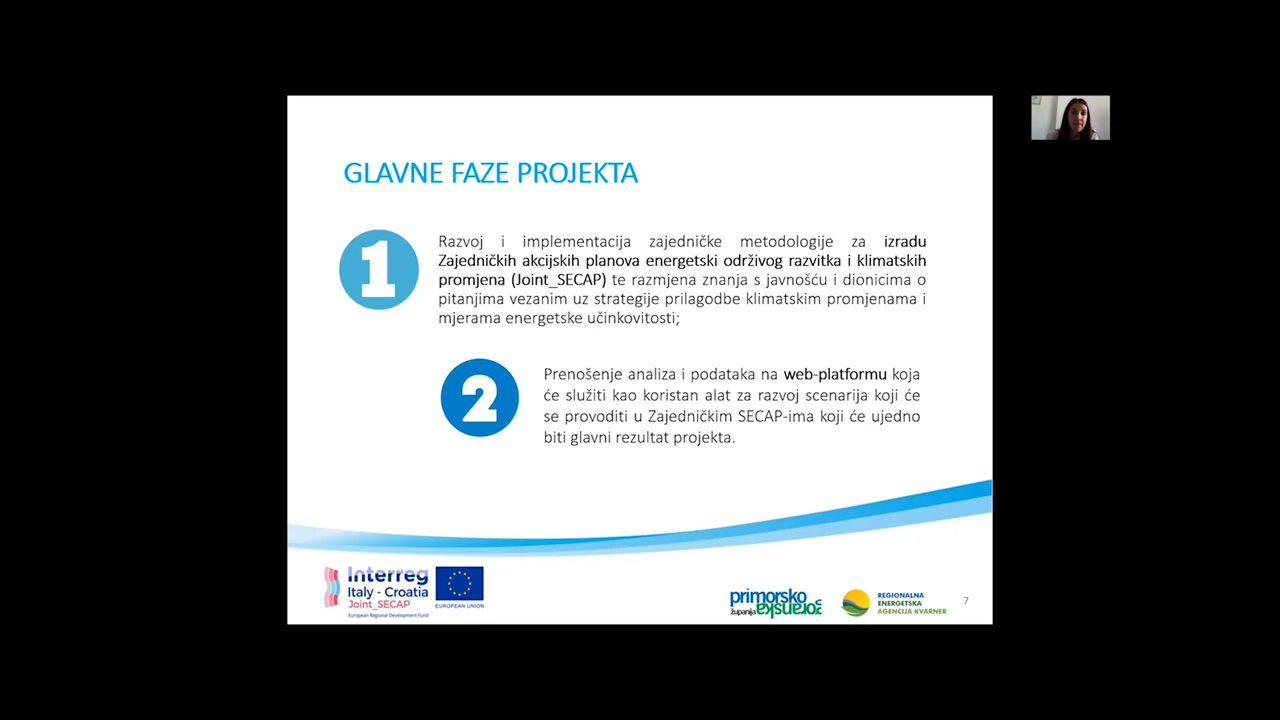 GLAVNE FAZE PROJEKTA
1
Razvoj i implementacija zajedničke metodologije za izradu
Zajedničkih akcijskih planova energetski održivog razvitka i klimatskih
promjena (Joint_SECAP) te razmjena znanja s javnošću i dionicima o
pitanjima vezanim uz strategije prilagodbe klimatskim promjenama i
mjerama energetske učinkovitosti;
2
Prenošenje analiza i podataka na web-platformu koja
će služiti kao koristan alat za razvoj scenarija koji će
se provoditi u Zajedničkim SECAP-ima koji će ujedno
biti glavni rezultat projekta.
Interreg
Italy - Croatia
Joint_SECAP
European Regional Development Fund
EUROPEAN UNION
primorsko
županija goranska
REGIONALNA
ENERGETSKA
AGENCIJA KVARNER
7